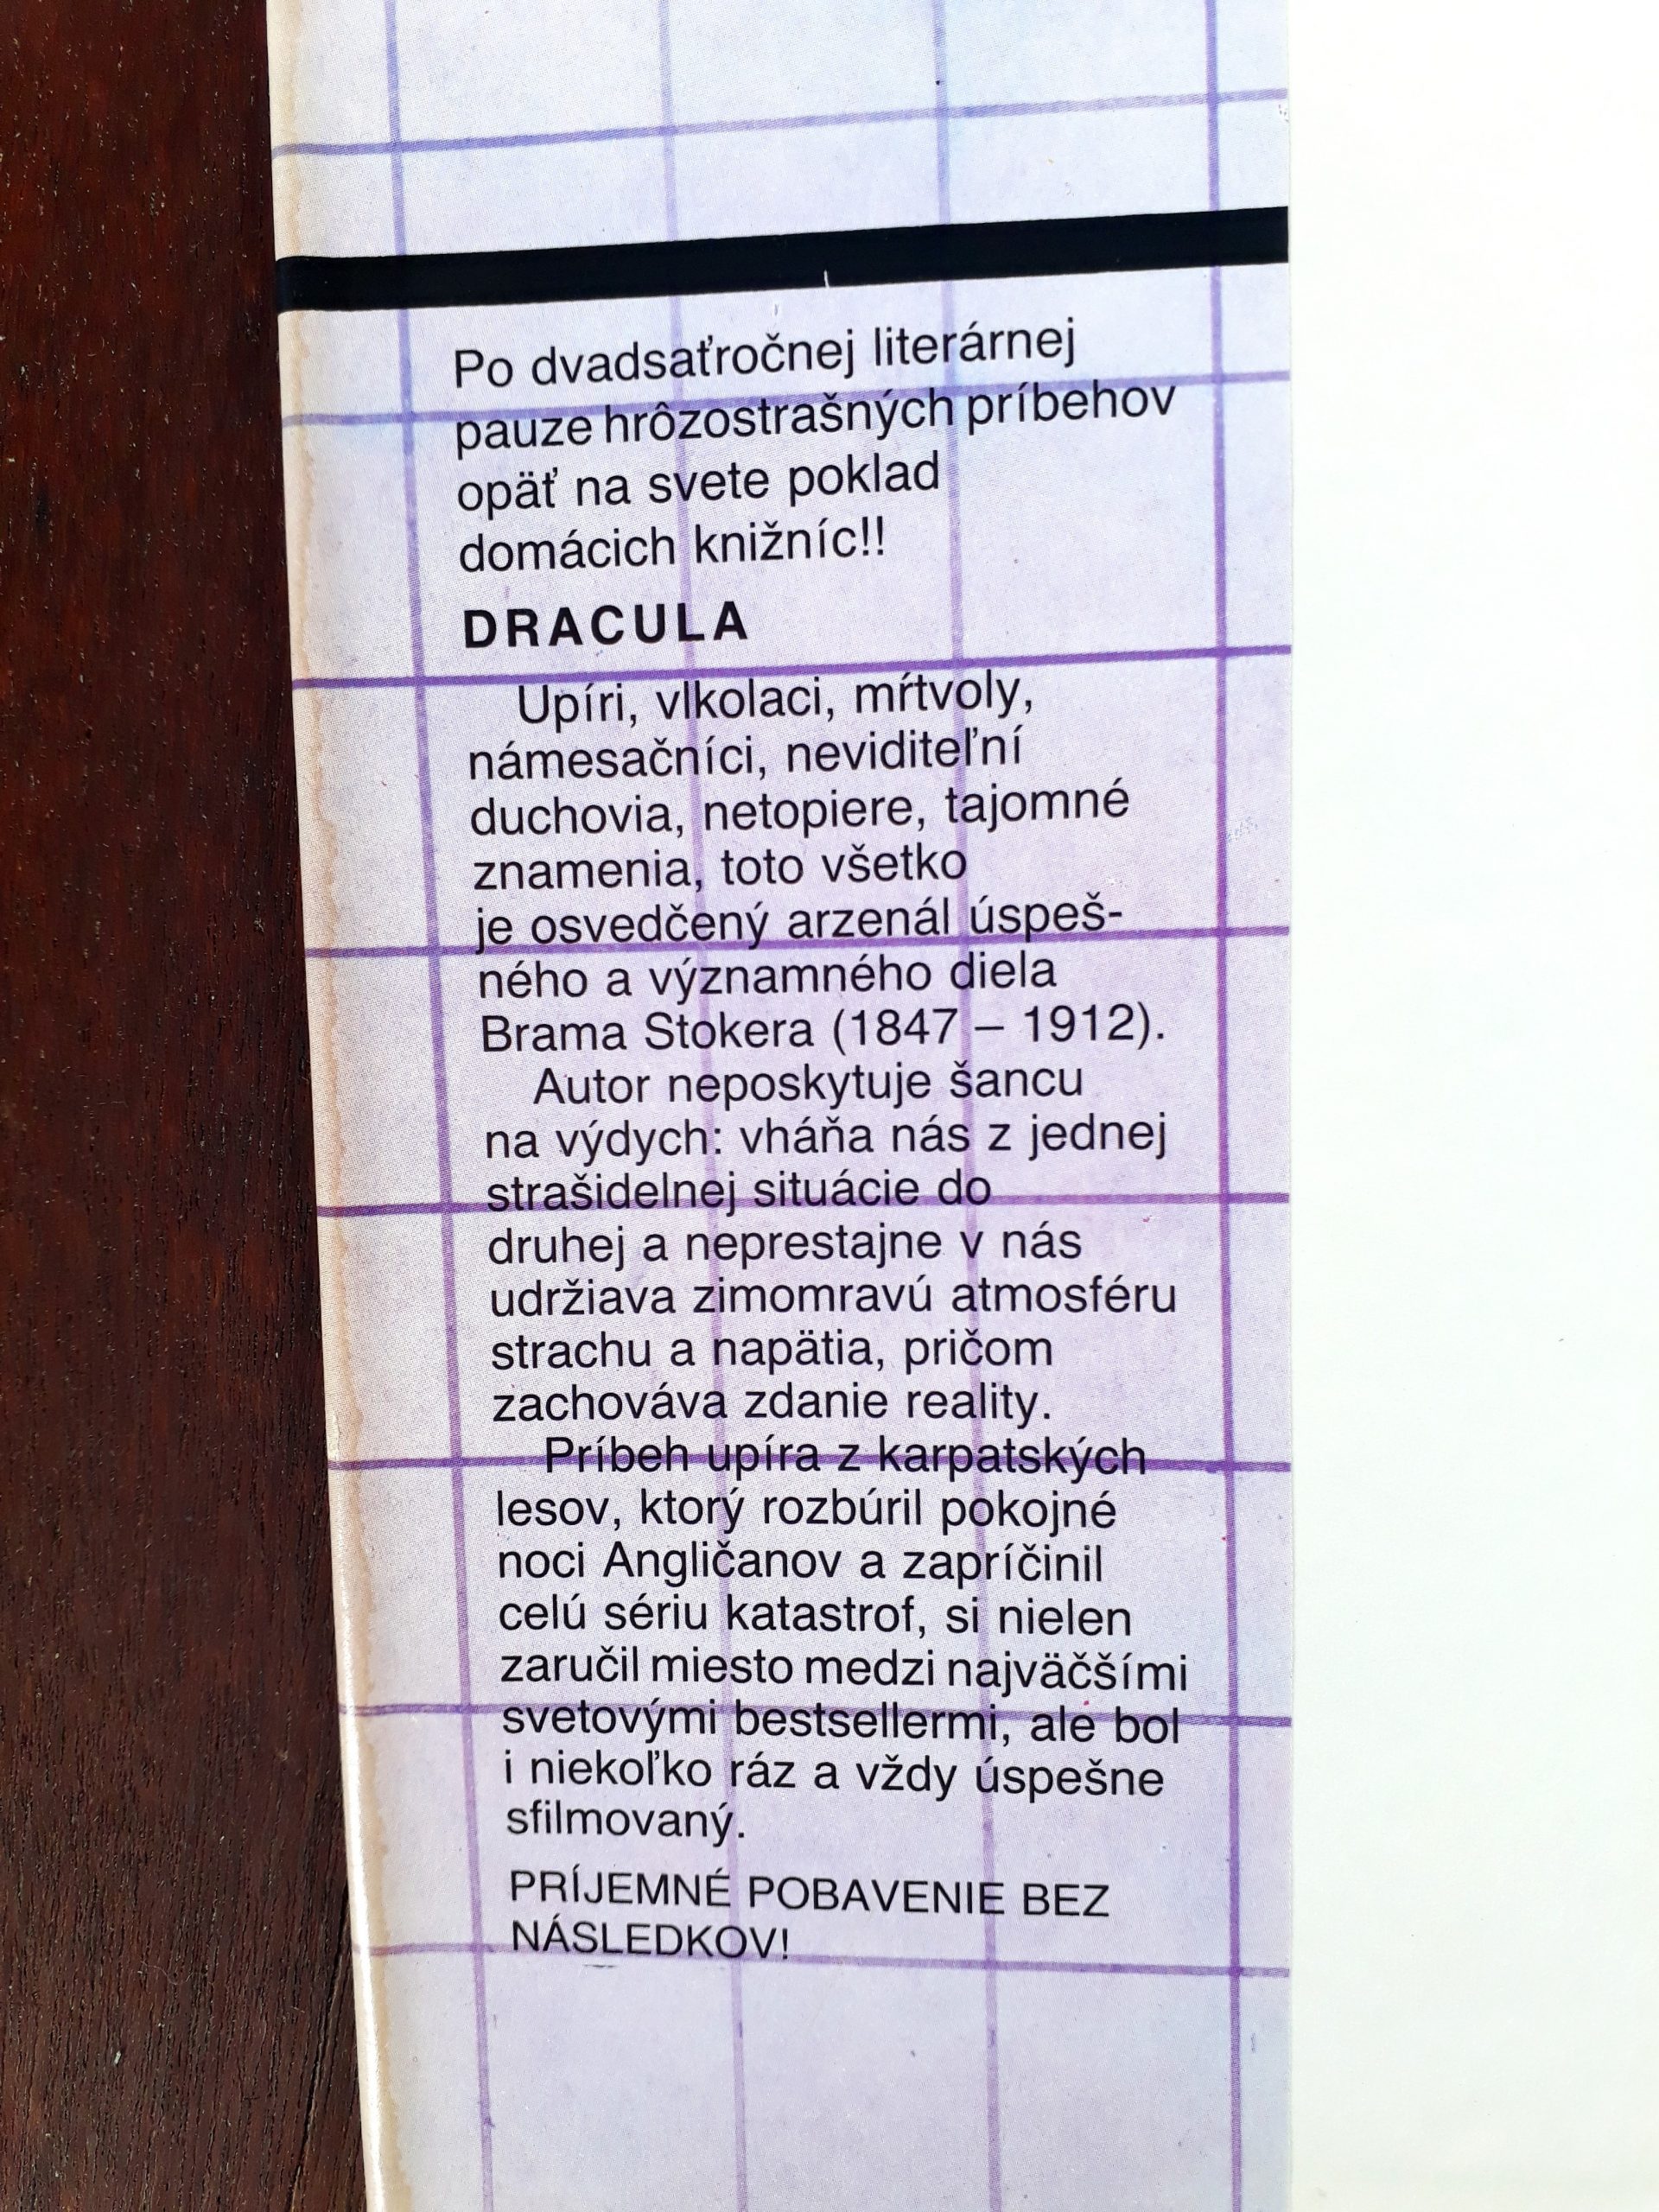 Po dvadsaťročnej literárnej
pauze hrôzostrašných príbehov
opäť na svete poklad
domácich knižníc!!
DRACULA
Upíri, vlkolaci, mŕtvoly,
námesačníci, neviditeľní
duchovia, netopiere, tajomné
znamenia, toto všetko
je osvedčený arzenál úspeš-
ného a významného diela
Brama Stokera (1847 – 1912).
Autor neposkytuje šancu
na výdych: vháňa nás z jednej
strašidelnej situácie do
druhej a neprestajne v nás
udržiava zimomravú atmosféru
strachu a napätia, pričom
zachováva zdanie reality.
Príbeh upíra z karpatských
lesov, ktorý rozbúril pokojné
noci Angličanov a zapríčinil
celú sériu katastrof, si nielen
zaručil miesto medzi najväčšími
svetovými bestsellermi, ale bol
i niekoľko ráz a vždy úspešne
sfilmovaný.
PRÍJEMNÉ POBAVENIE BEZ
NÁSLEDKOV!